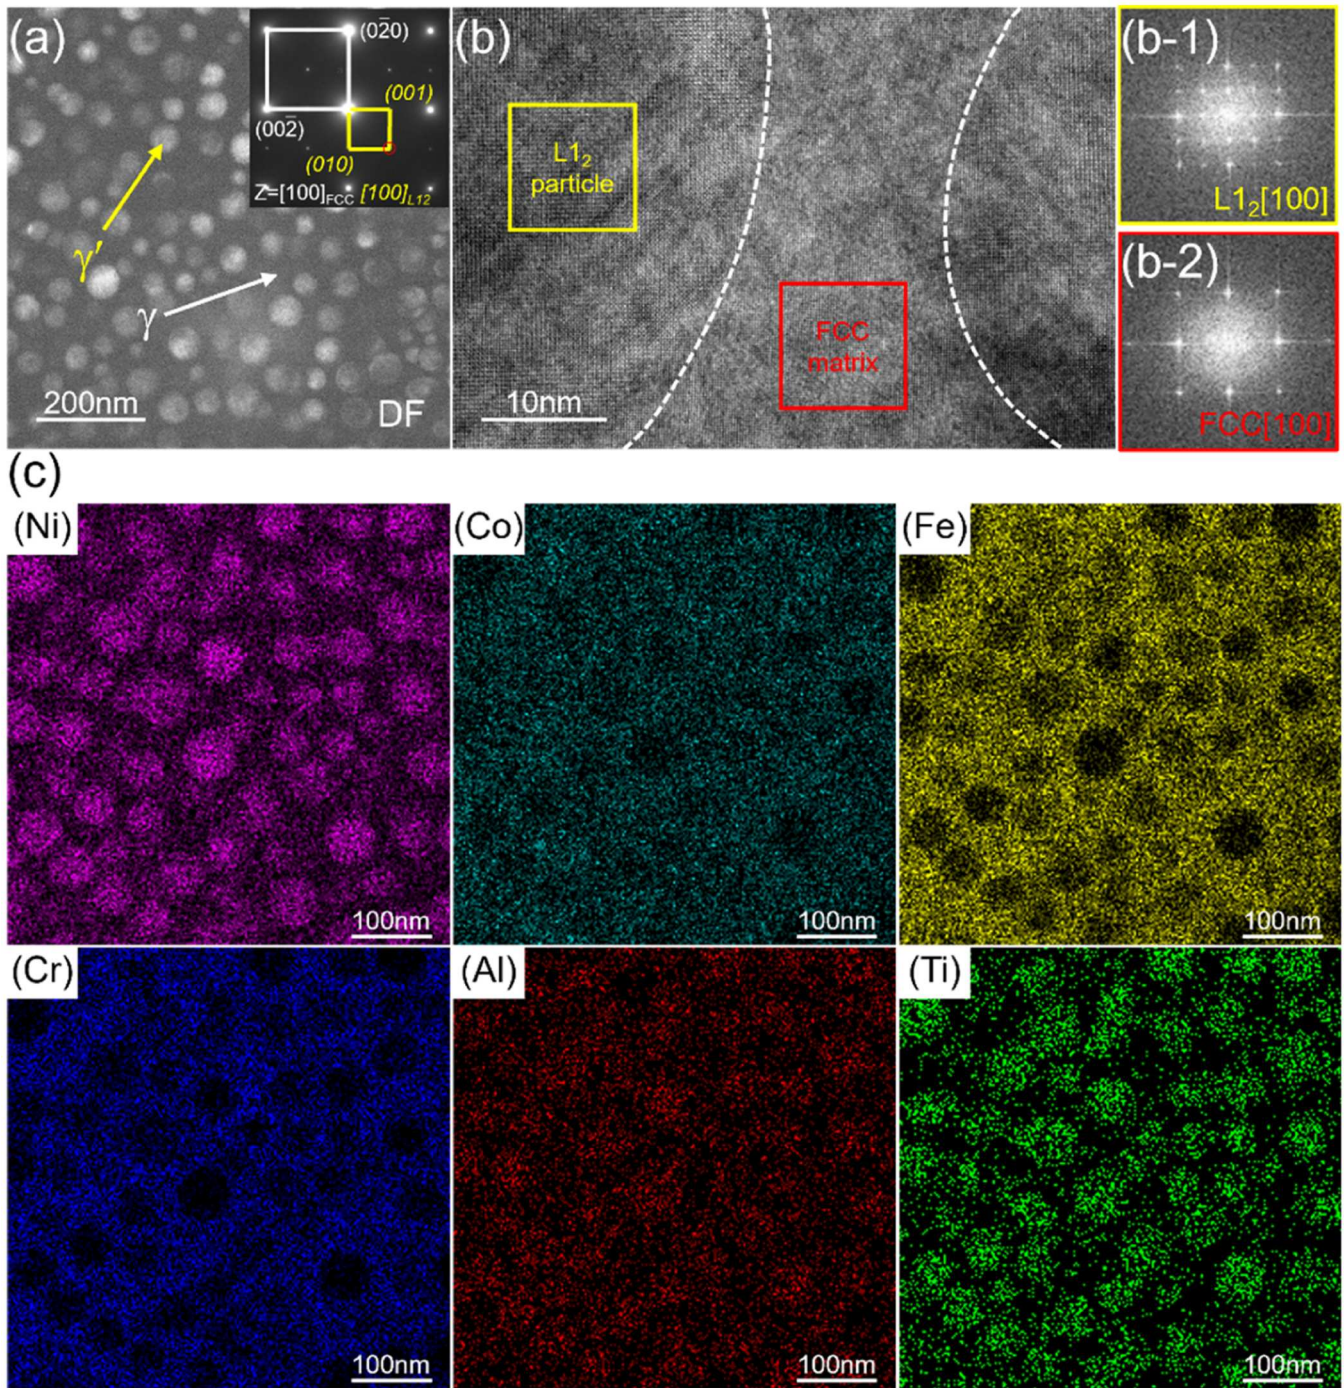 (a)
(02̅0)
(001)
(002̅)
(010)
Z=[100]FCC [100]L12
γ′
γ
200nm
DF
(b)
L1₂
particle
FCC
matrix
10nm
(b-1)
L1₂[100]
(b-2)
FCC[100]
(c)
(Ni)
100nm
(Co)
100nm
(Fe)
100nm
(Cr)
100nm
(Al)
100nm
(Ti)
100nm